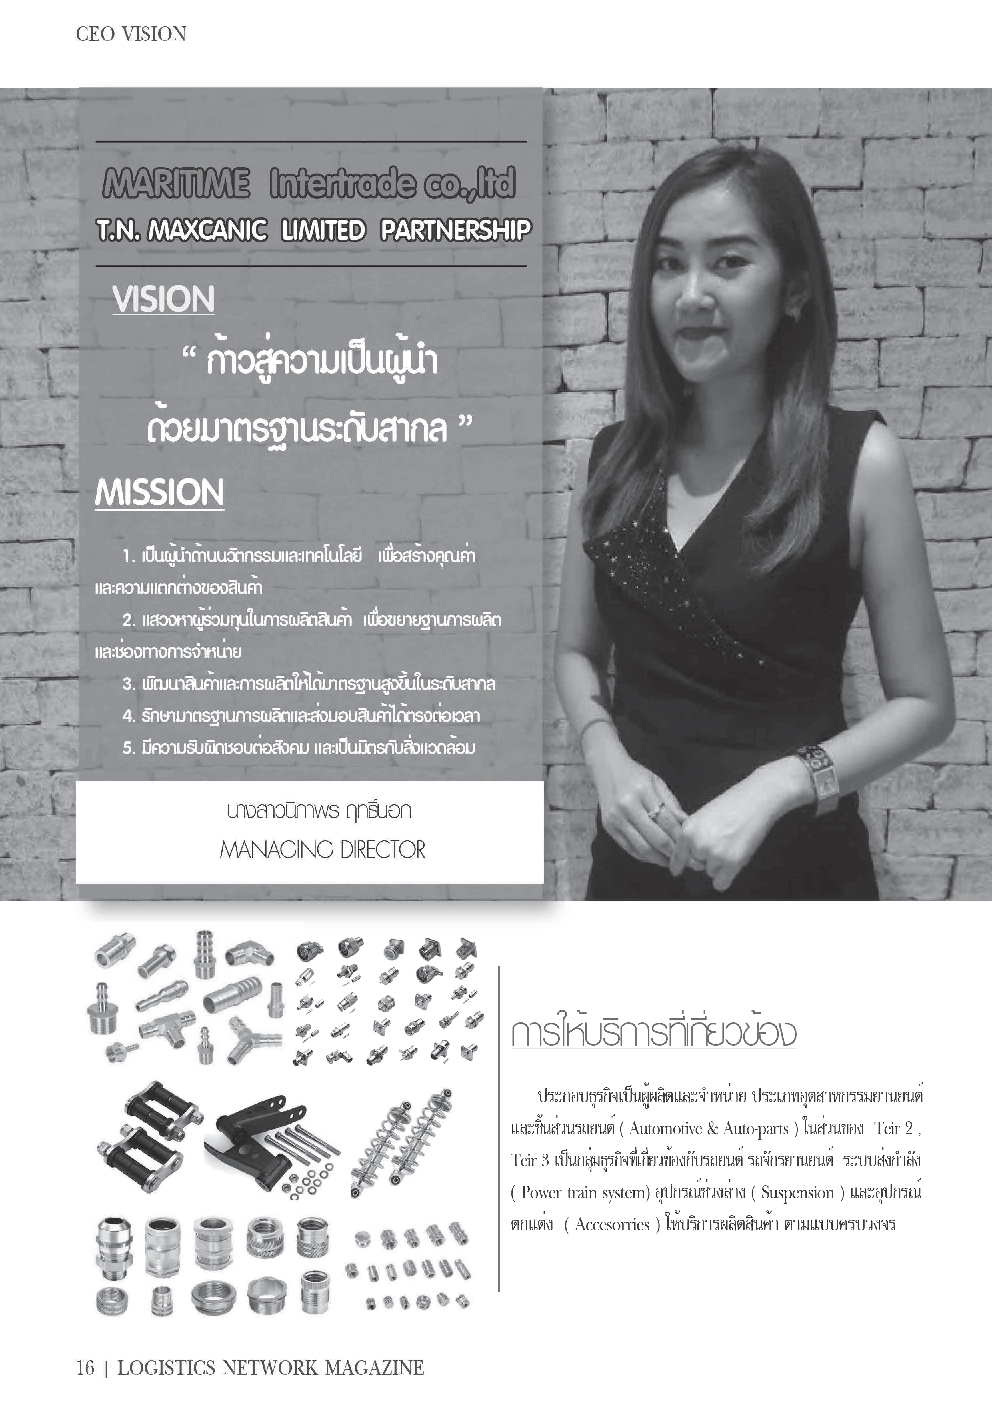 CEO VISION
MARITIME Intertrade co.,ltd
T.N. MAXCANIC LIMITED PARTNERSHIP
VISION
“ ก้าวสู่ความเป็นผู้นำ
ด้วยมาตรฐานระดับสากล ”
MISSION
1. เป็นผู้นำด้านนวัตกรรมและเทคโนโลยี เพื่อสร้างคุณค่า
และความแตกต่างของสินค้า
2. แสวงหาผู้ร่วมทุนในการผลิตสินค้า เพื่อขยายฐานการผลิต
และช่องทางการจำหน่าย
3. พัฒนาสินค้าและการผลิตให้ได้มาตรฐานสูงขึ้นในระดับสากล
4. รักษามาตรฐานการผลิตและส่งมอบสินค้าได้ตรงต่อเวลา
5. มีความรับผิดชอบต่อสังคม และเป็นมิตรกับสิ่งแวดล้อม
นางสาวนิภาพร ฤทธิ์นอก
MANAGING DIRECTOR
การให้บริการที่เกี่ยวข้อง
ประกอบธุรกิจเป็นผู้ผลิตและจำหน่าย ประเภทอุตสาหกรรมยานยนต์
และชิ้นส่วนรถยนต์ ( Automotive & Auto-parts ) ในส่วนของ Teir 2 ,
Teir 3 เป็นกลุ่มธุรกิจที่เกี่ยวข้องกับรถยนต์ รถจักรยานยนต์ ระบบส่งกำลัง
( Power train system) อุปกรณ์ช่วงล่าง ( Suspension ) และอุปกรณ์
ตกแต่ง ( Accesorries ) ให้บริการผลิตสินค้า ตามแบบครบวงจร
16 | LOGISTICS NETWORK MAGAZINE